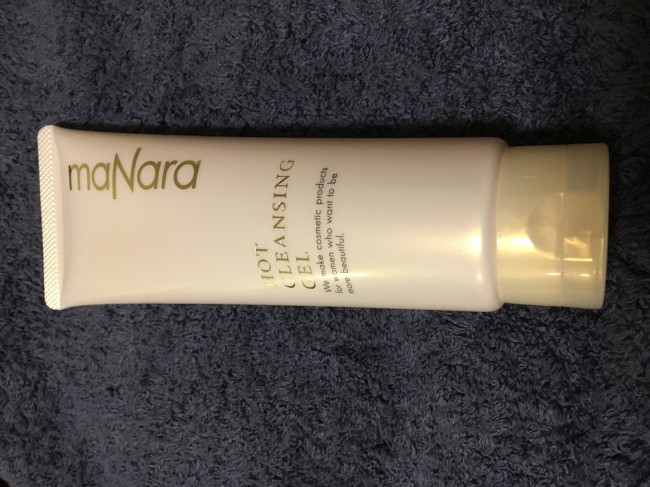 maNara
HOT
CLEANSING
GEL
We make cosmetic products
for women who want to be
more beautiful.